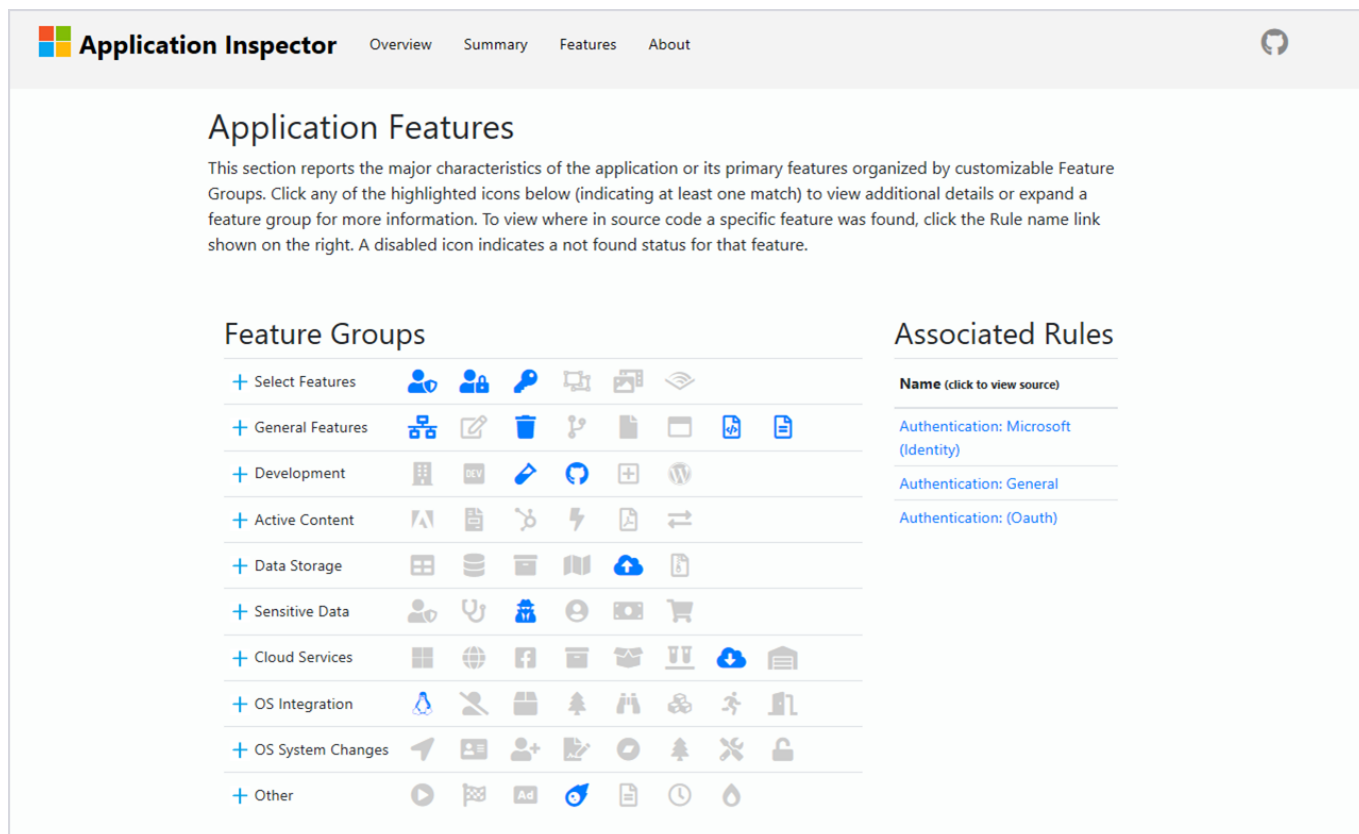 Application Inspector Overview Summary Features About
Application Features
This section reports the major characteristics of the application or its primary features organized by customizable Feature
Groups. Click any of the highlighted icons below (indicating at least one match) to view additional details or expand a
feature group for more information. To view where in source code a specific feature was found, click the Rule name link
shown on the right. A disabled icon indicates a not found status for that feature.
Feature Groups
+ Select Features
+ General Features
+ Development
DEV
+ Active Content
+ Data Storage
+ Sensitive Data
+ Cloud Services
+ OS Integration
+ OS System Changes
+ Other
Ad
Associated Rules
Name (click to view source)
Authentication: Microsoft
(Identity)
Authentication: General
Authentication: (Oauth)